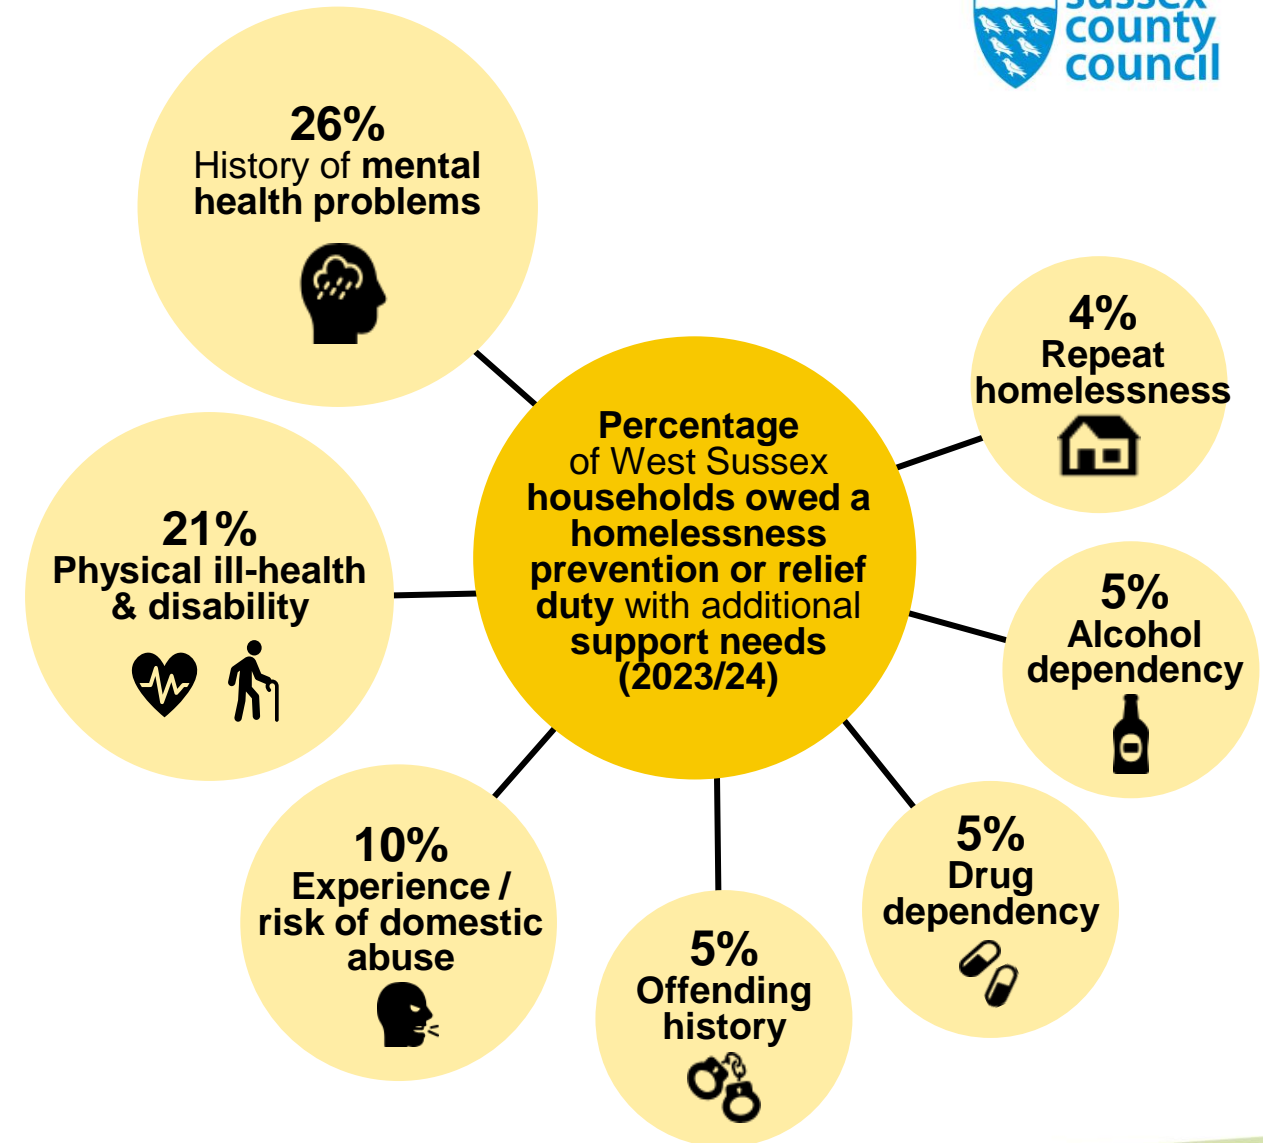 sussex
county
council
26%
History of mental
health problems
4%
Repeat
homelessness
Percentage
of West Sussex
households owed a
homelessness
prevention or relief
duty with additional
support needs
(2023/24)
21%
Physical ill-health
& disability
5%
Alcohol
dependency
10%
Experience /
risk of domestic
abuse
5%
Drug
dependency
5%
Offending
history